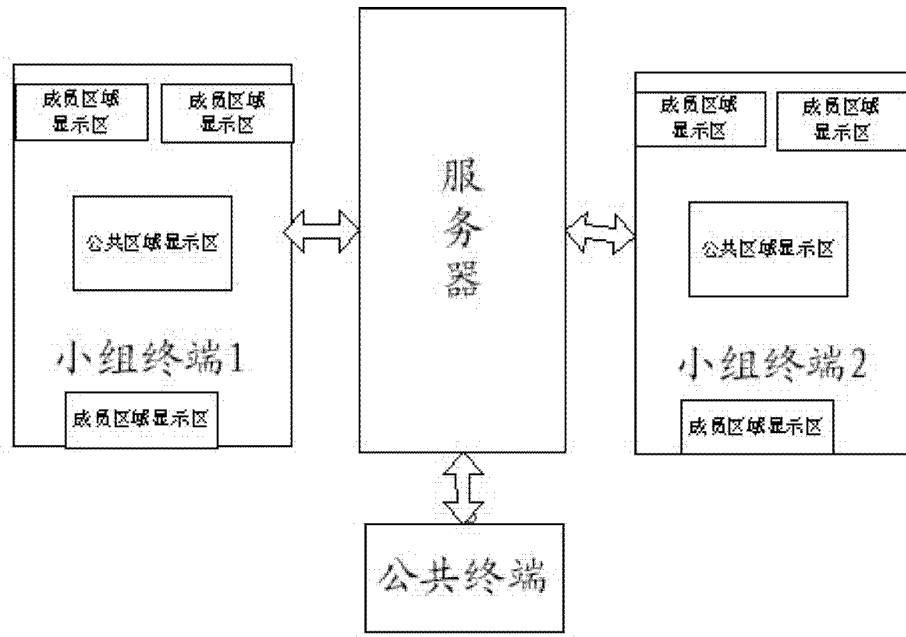 成员区域
显示区
成员区域
显示区
公共区域显示区
小组终端1
成员区域显示区
服
务
器
成员区域
显示区
成员区域
显示区
公共区域显示区
小组终端2
成员区域显示区
公共终端